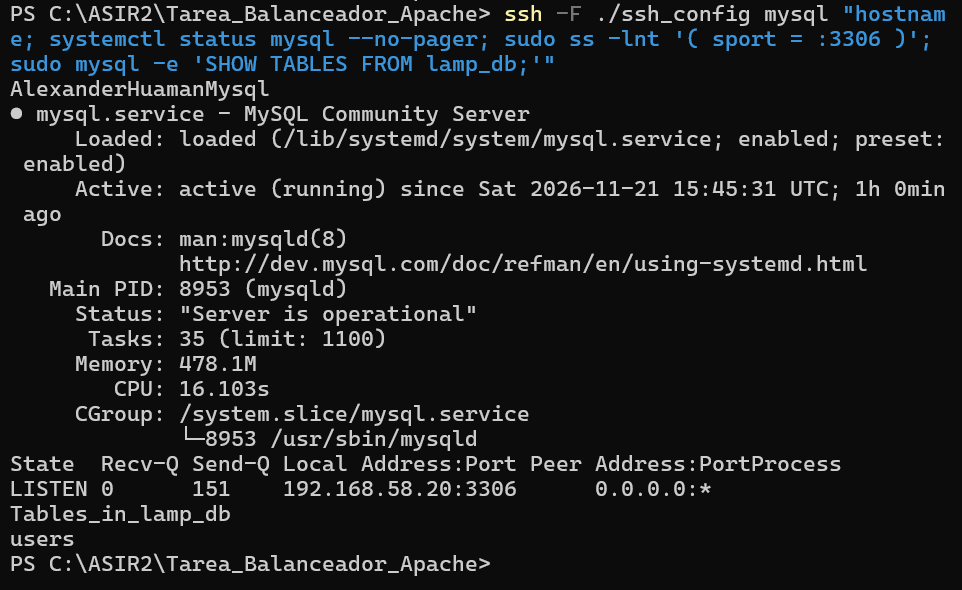 PS C:\ASIR2\Tarea_Balanceador_Apache> ssh -F ./ssh_config mysql "hostnam
e; systemctl status mysql --no-pager; sudo ss -lnt '( sport = :3306 )';
sudo mysql -e 'SHOW TABLES FROM lamp_db;'"
AlexanderHuamanMysql
● mysql.service - MySQL Community Server
     Loaded: loaded (/lib/systemd/system/mysql.service; enabled; preset:
 enabled)
     Active: active (running) since Sat 2026-11-21 15:45:31 UTC; 1h 0min
 ago
       Docs: man:mysqld(8)
             http://dev.mysql.com/doc/refman/en/using-systemd.html
   Main PID: 8953 (mysqld)
     Status: "Server is operational"
      Tasks: 35 (limit: 1100)
     Memory: 478.1M
        CPU: 16.103s
     CGroup: /system.slice/mysql.service
             └─8953 /usr/sbin/mysqld
State  Recv-Q Send-Q Local Address:Port Peer Address:PortProcess
LISTEN 0      151    192.168.58.20:3306      0.0.0.0:*
Tables_in_lamp_db
users
PS C:\ASIR2\Tarea_Balanceador_Apache>